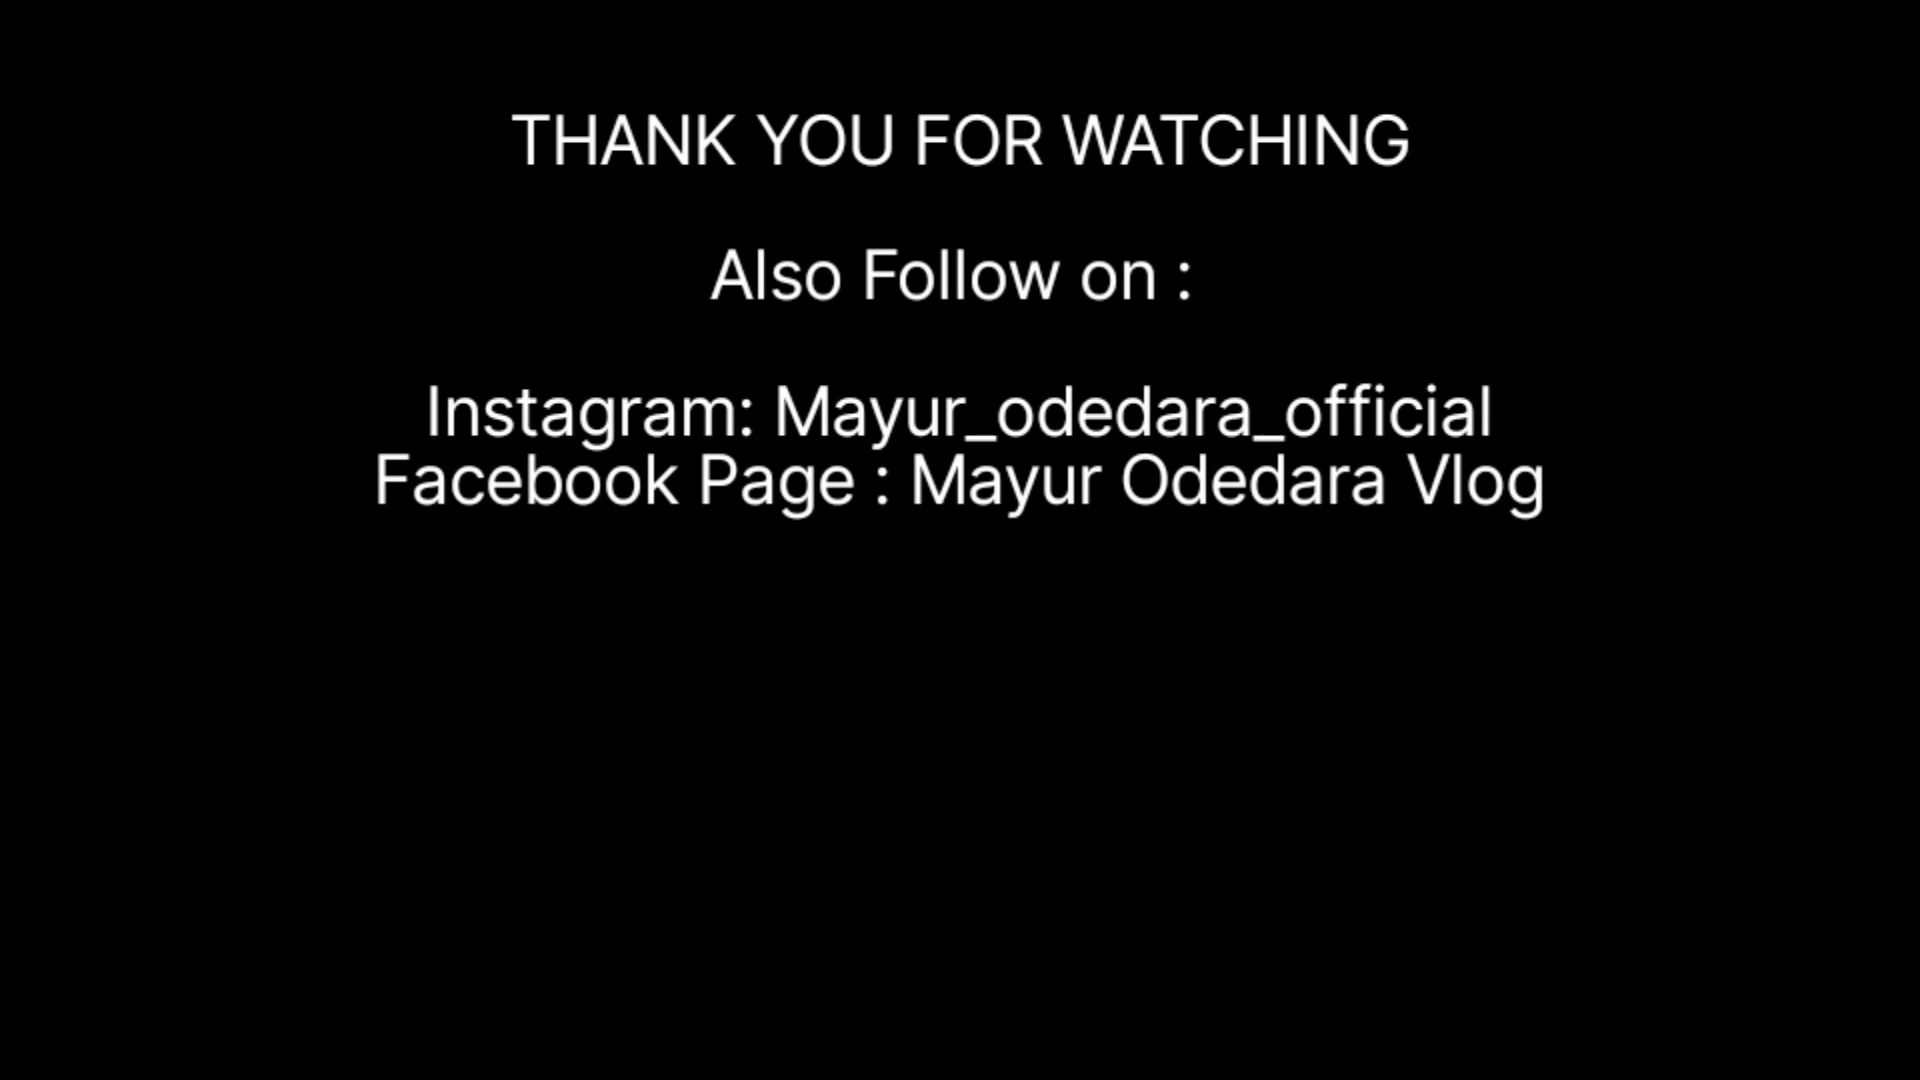 THANK YOU FOR WATCHING
Also Follow on :
Instagram: Mayur_odedara_official
Facebook Page : Mayur Odedara Vlog